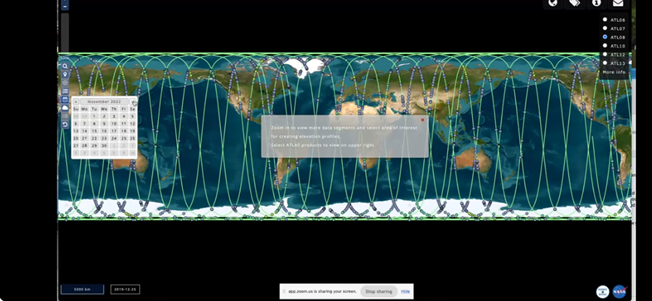 ATL06
ATL07
ATL08
ATL10
ATL12
ATL13
More info
November 2022
Su Mo Tu We Th Fr Sa
1 2 3 4 5
6 7 8 9 10 11 12
13 14 15 16 17 18 19
20 21 22 23 24 25 26
27 28 29 30
Zoom in to view more data segments and select area of interest
for creating elevation profiles.
Select ATLAS products to view on upper right.
5000 km
2019-12-25
app.zoom.us is sharing your screen.
Stop sharing
Hide
NASA